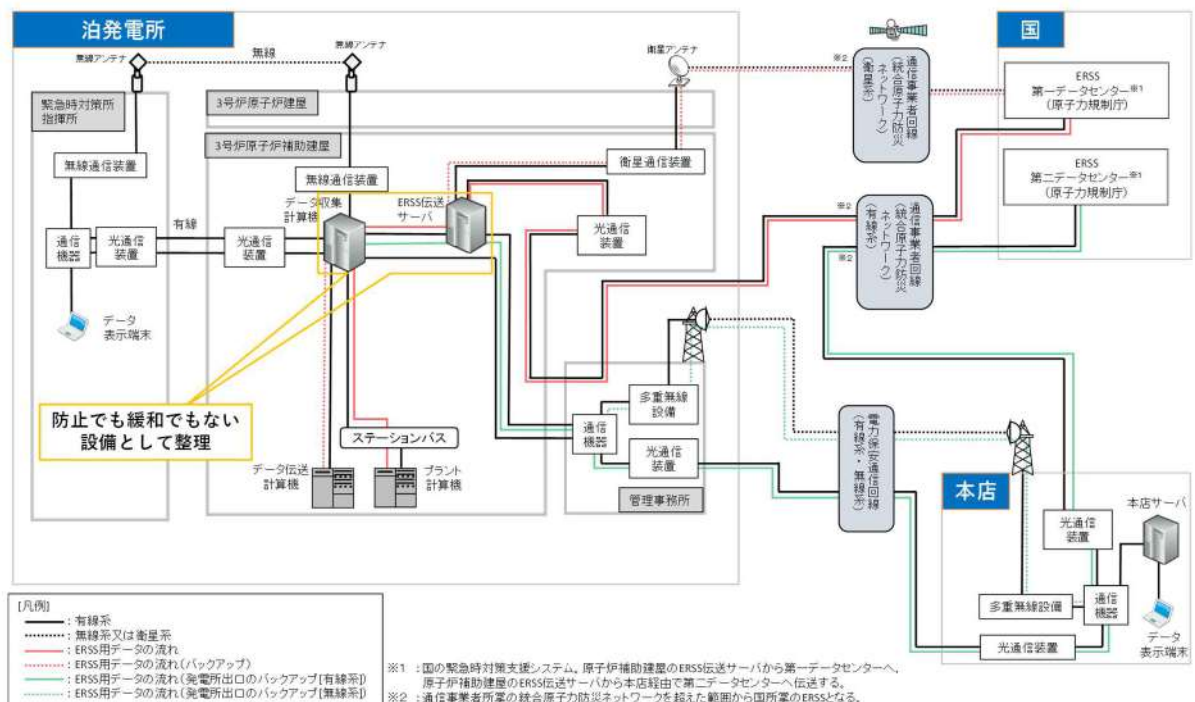 泊発電所
国
無線アンテナ
無線
無線アンテナ
衛星アンテナ
※2
通信事業者回線
(統合原子力防災
ネットワーク)
(衛星系)
ERSS
第一データセンター※1
(原子力規制庁)
緊急時対策所
指揮所
3号炉原子炉建屋
3号炉原子炉補助建屋
無線通信装置
無線通信装置
衛星通信装置
ERSS
第二データセンター※1
(原子力規制庁)
データ収集
計算機
ERSS伝送
サーバ
有線
通信
機器
光通信
装置
光通信
装置
光通信
装置
※2
※2
通信事業者回線
(統合原子力防災
ネットワーク)
(有線系)
データ
表示端末
防止でも緩和でもない
設備として整理
ステーションバス
データ伝送
計算機
プラント
計算機
多重無線
設備
通信
機器
光通信
装置
管理事務所
電力保安通信回線
(有線系・無線系)
本店
本店サーバ
光通信
装置
多重無線設備
通信
機器
光通信装置
データ
表示端末
[凡例]
:有線系
:無線系又は衛星系
:ERSS用データの流れ
:ERSS用データの流れ(バックアップ)
:ERSS用データの流れ(発電所出口のバックアップ[有線系])
:ERSS用データの流れ(発電所出口のバックアップ[無線系])
※1 :国の緊急時対策支援システム。原子炉補助建屋のERSS伝送サーバから第一データセンターへ、
原子炉補助建屋のERSS伝送サーバから本店経由で第二データセンターへ伝送する。
※2 :通信事業者所掌の統合原子力防災ネットワークを超えた範囲から国所掌のERSSとなる。